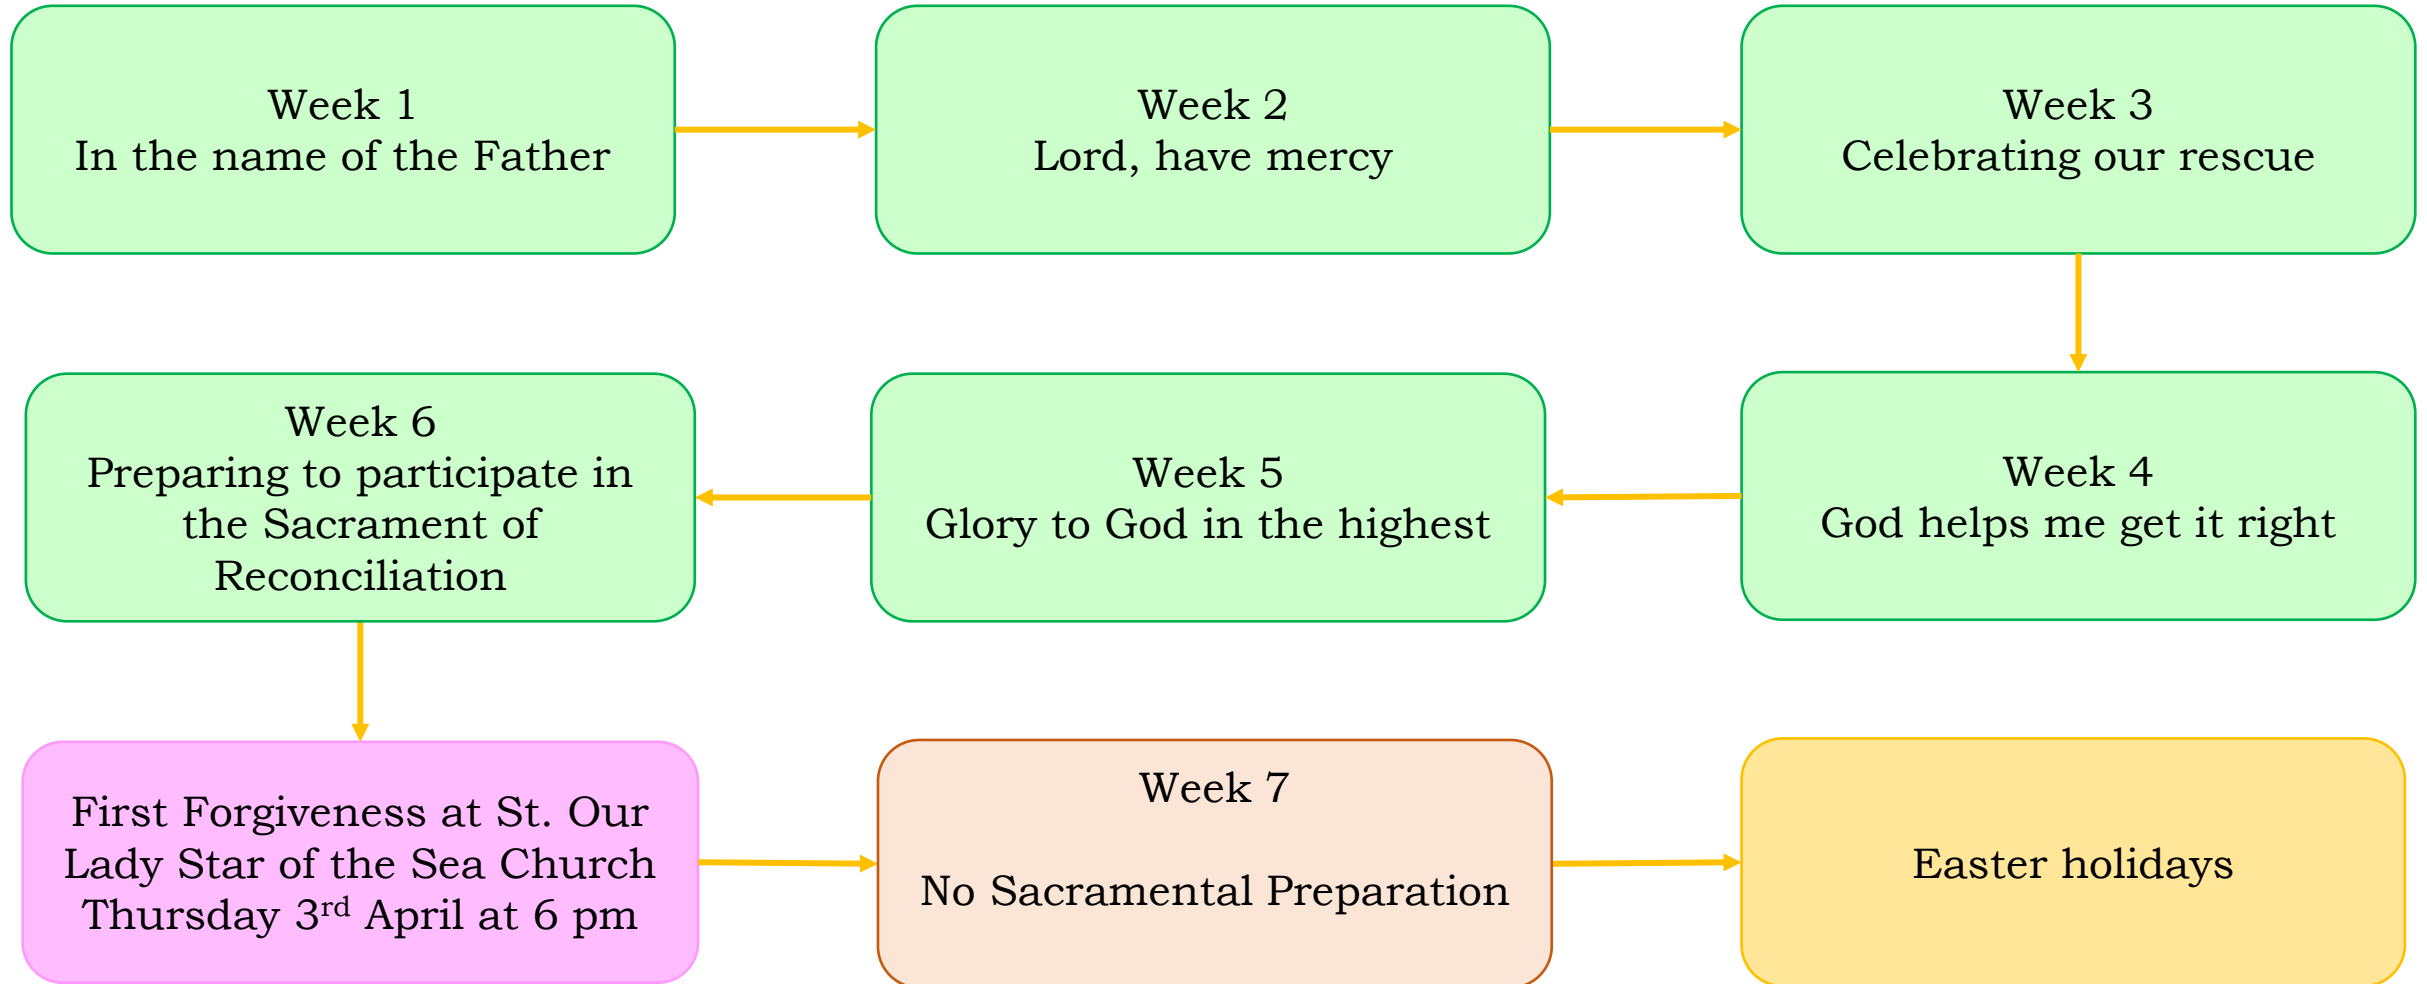 Week 1
In the name of the Father
Week 2
Lord, have mercy
Week 3
Celebrating our rescue
Week 4
God helps me get it right
Week 5
Glory to God in the highest
Week 6
Preparing to participate in
the Sacrament of
Reconciliation
First Forgiveness at St. Our
Lady Star of the Sea Church
Thursday 3rd April at 6 pm
Week 7
No Sacramental Preparation
Easter holidays